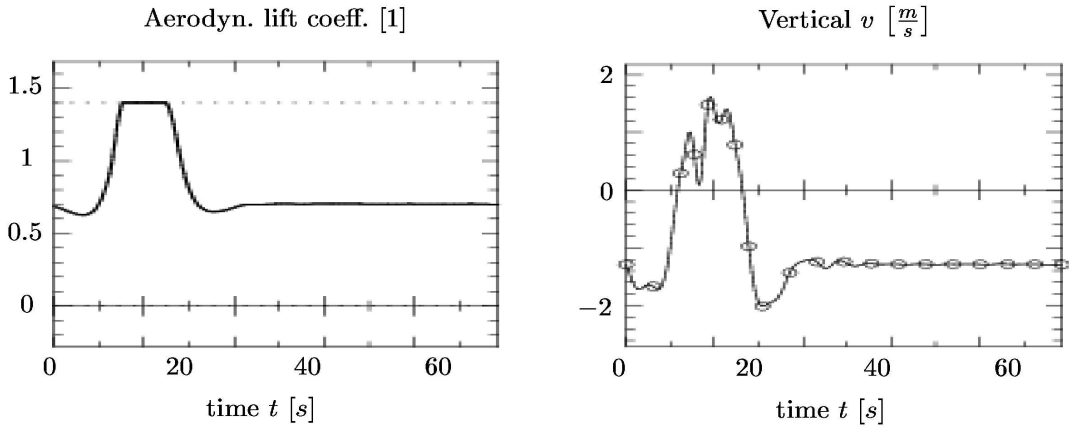 Aerodyn. lift coeff. [1]
1.5
1
0.5
0
0 20 40 60
time t [s]
Vertical v [m/s]
2
0
−2
0 20 40 60
time t [s]